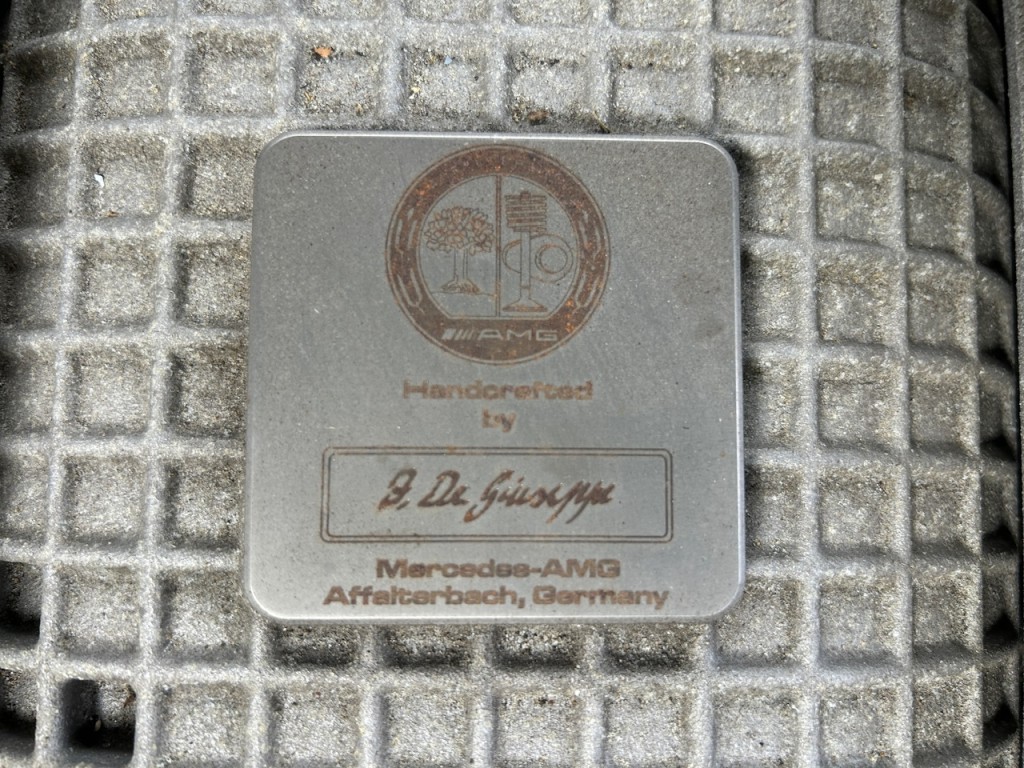 AMG
Handcrafted
by
De Giuseppe
Mercedes-AMG
Affalterbach, Germany